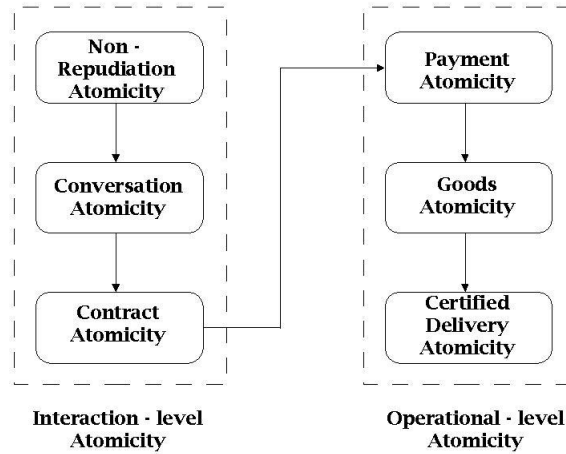 Non -
Repudiation
Atomicity
Conversation
Atomicity
Contract
Atomicity
Interaction - level
Atomicity
Payment
Atomicity
Goods
Atomicity
Certified
Delivery
Atomicity
Operational - level
Atomicity